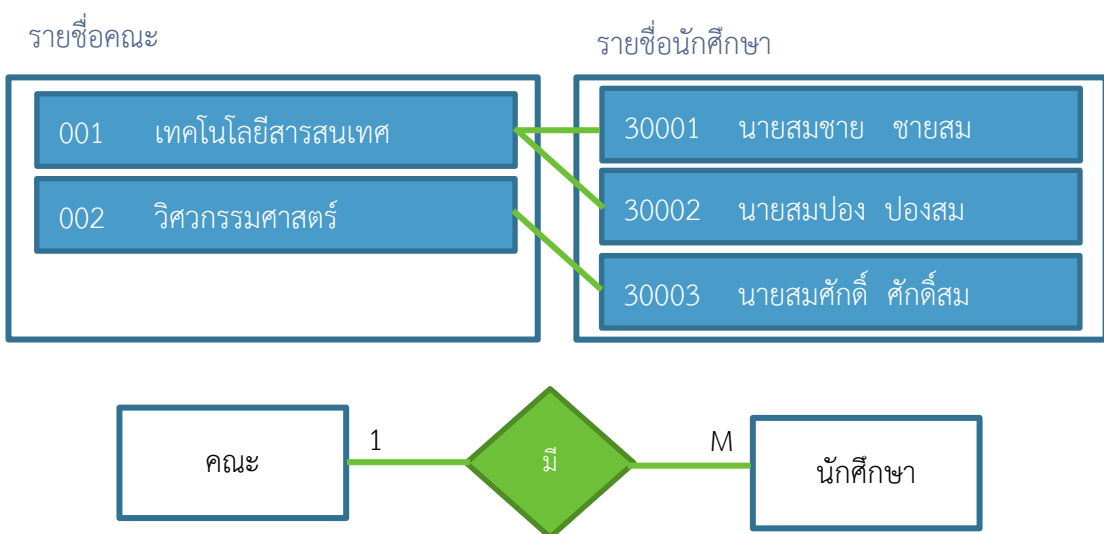 รายชื่อคณะ
รายชื่อนักศึกษา
001 เทคโนโลยีสารสนเทศ
002 วิศวกรรมศาสตร์
30001 นายสมชาย ชายสม
30002 นายสมปอง ปองสม
30003 นายสมศักดิ์ ศักดิ์สม
คณะ
1
มี
M
นักศึกษา